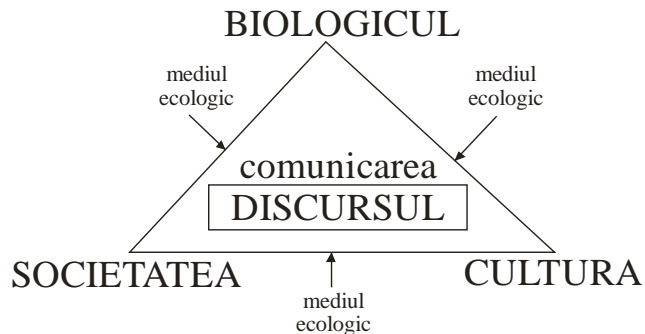 BIOLOGICUL
mediul
ecologic
mediul
ecologic
comunicarea
DISCURSUL
SOCIETATEA
CULTURA
mediul
ecologic